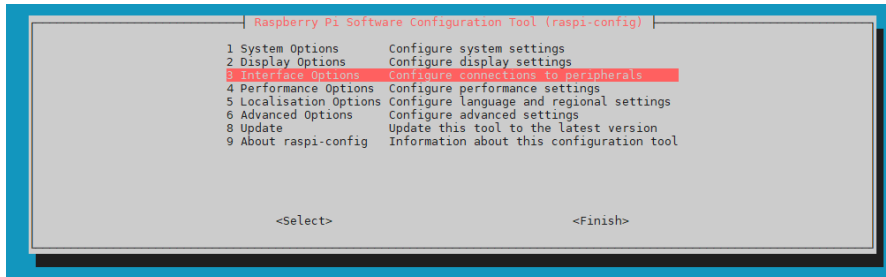 Raspberry Pi Software Configuration Tool (raspi-config)
1 System Options Configure system settings
2 Display Options Configure display settings
3 Interface Options Configure connections to peripherals
4 Performance Options Configure performance settings
5 Localisation Options Configure language and regional settings
6 Advanced Options Configure advanced settings
8 Update Update this tool to the latest version
9 About raspi-config Information about this configuration tool
<Select> <Finish>